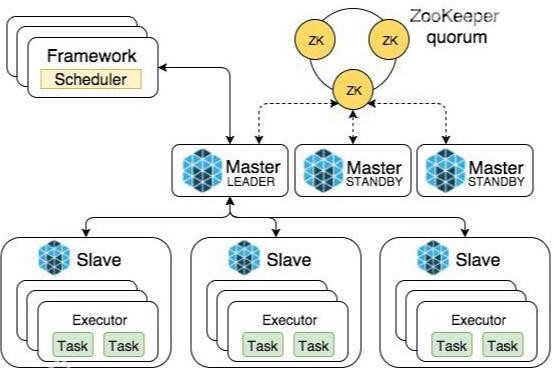 ZooKeeper
quorum
ZK
ZK
ZK
Framework
Scheduler
Master
LEADER
Master
STANDBY
Master
STANDBY
Slave
Executor
Task Task
Slave
Executor
Task Task
Slave
Executor
Task Task